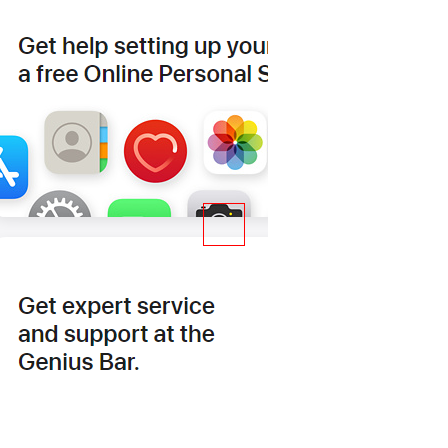 Get help setting up your
a free Online Personal S
Get expert service
and support at the
Genius Bar.